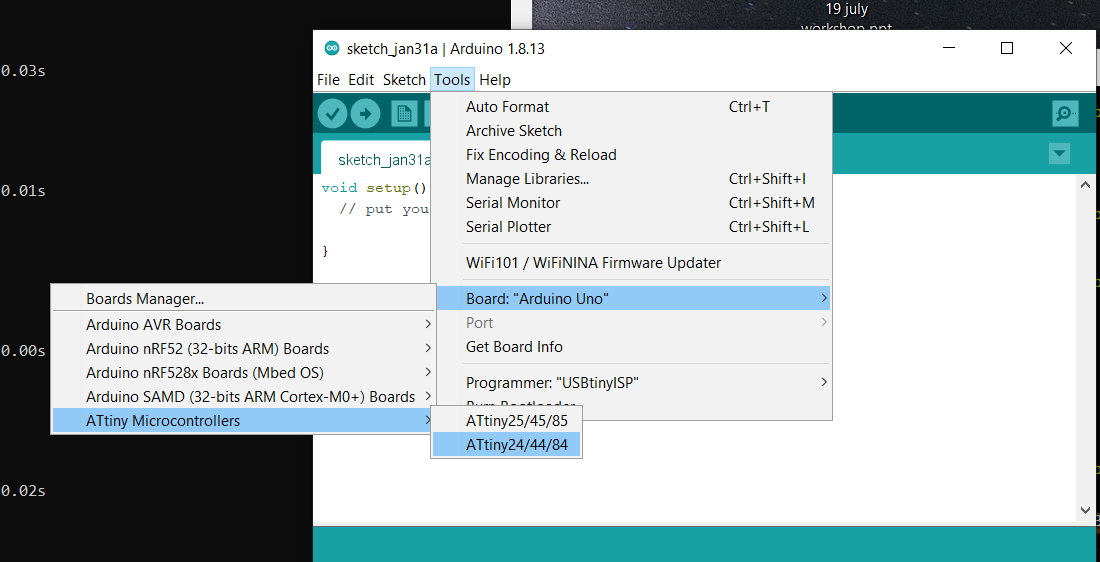 19 july
workshop.ppt
0.03s
0.01s
0.00s
0.02s
sketch_jan31a | Arduino 1.8.13
File Edit Sketch Tools Help
sketch_jan31a
void setup()
// put you
}
Auto Format Ctrl+T
Archive Sketch
Fix Encoding & Reload
Manage Libraries... Ctrl+Shift+I
Serial Monitor Ctrl+Shift+M
Serial Plotter Ctrl+Shift+L
WiFi101 / WiFiNINA Firmware Updater
Board: "Arduino Uno"
Port
Get Board Info
Programmer: "USBtinyISP"
Burn Bootloader
Boards Manager...
Arduino AVR Boards
Arduino nRF52 (32-bits ARM) Boards
Arduino nRF528x Boards (Mbed OS)
Arduino SAMD (32-bits ARM Cortex-M0+) Boards
ATtiny Microcontrollers
ATtiny25/45/85
ATtiny24/44/84